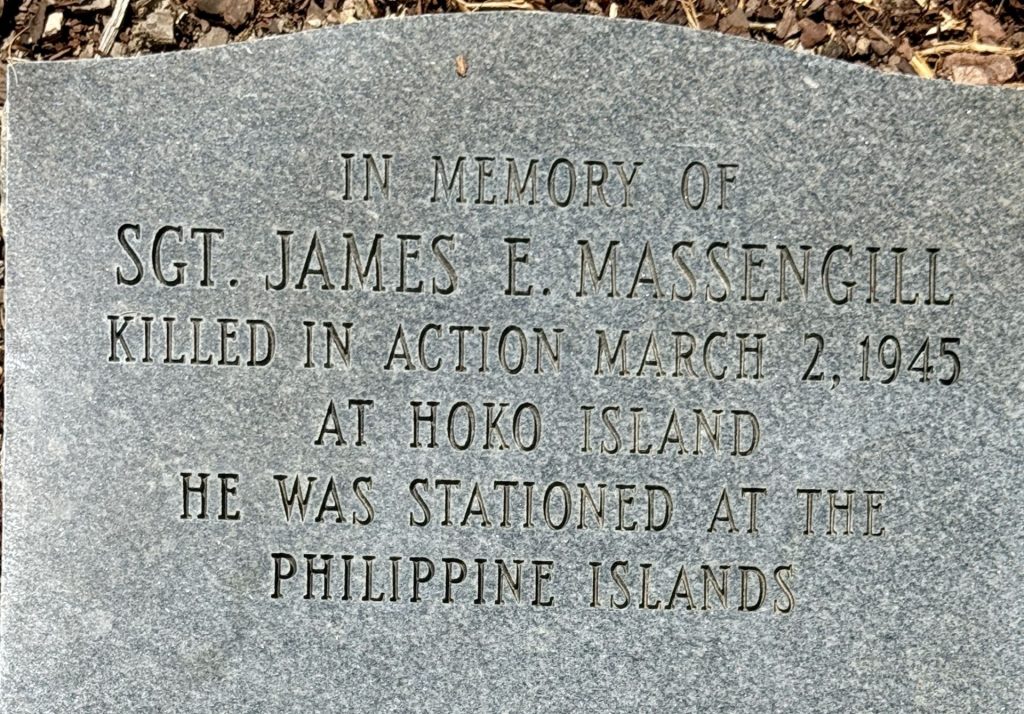 IN MEMORY OF
SGT. JAMES E. MASSENGILL
KILLED IN ACTION MARCH 2, 1945
AT HOKO ISLAND
HE WAS STATIONED AT THE
PHILIPPINE ISLANDS